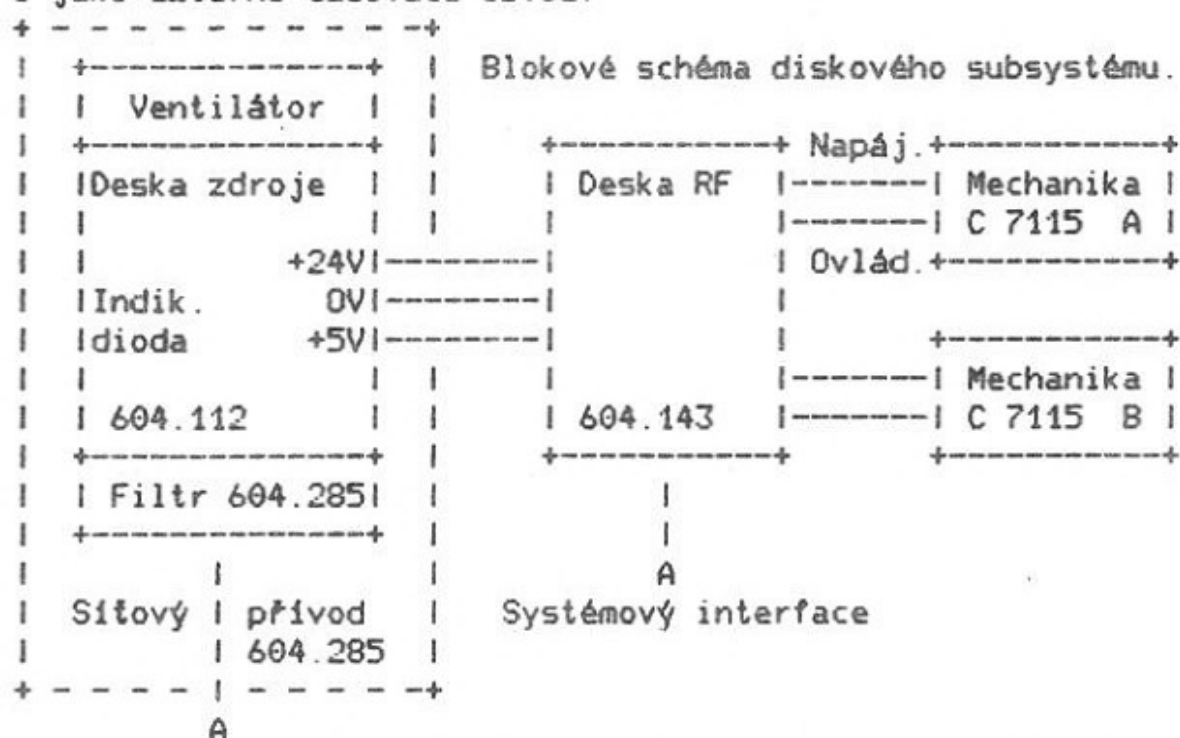 Blokové schéma diskového subsystému.
Ventilátor
Napáj.
Deska zdroje
Deska RF
Mechanika
C 7115 A
+24V
Ovlád.
Indik.
0V
dioda
+5V
Mechanika
604.112
604.143
C 7115 B
Filtr 604.285
A
Síťový přívod
Systémový interface
604.285
A